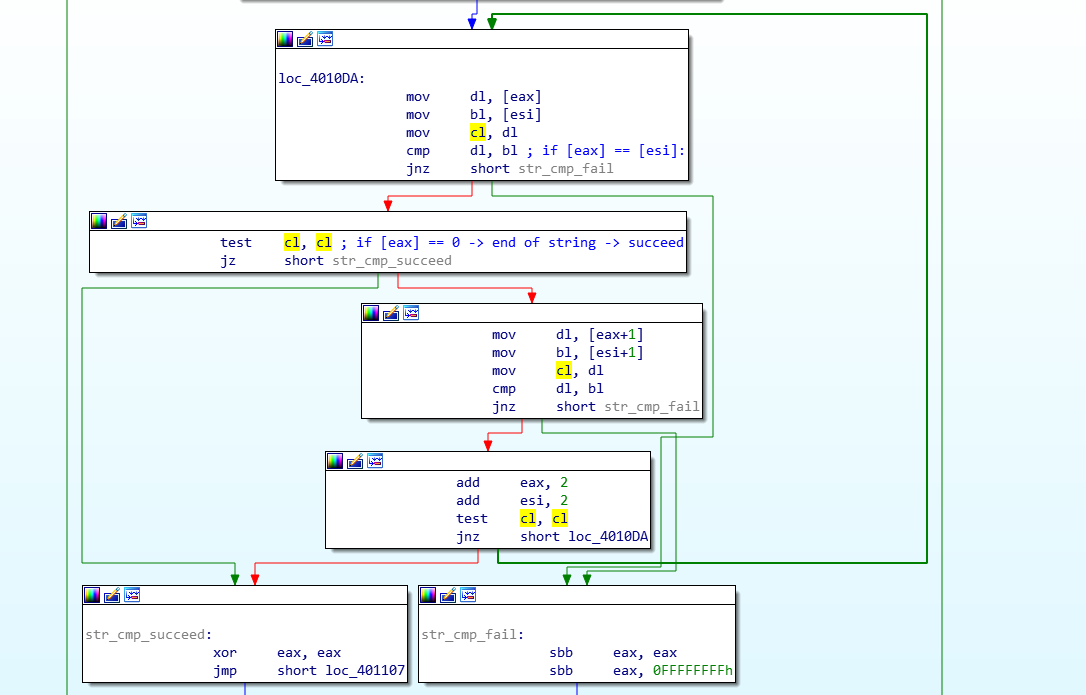 loc_4010DA:
mov dl, [eax]
mov bl, [esi]
mov cl, dl
cmp dl, bl ; if [eax] == [esi]:
jnz short str_cmp_fail
test cl, cl ; if [eax] == 0 -> end of string -> succeed
jz short str_cmp_succeed
mov dl, [eax+1]
mov bl, [esi+1]
mov cl, dl
cmp dl, bl
jnz short str_cmp_fail
add eax, 2
add esi, 2
test cl, cl
jnz short loc_4010DA
str_cmp_succeed:
xor eax, eax
jmp short loc_401107
str_cmp_fail:
sbb eax, eax
sbb eax, 0FFFFFFFFh